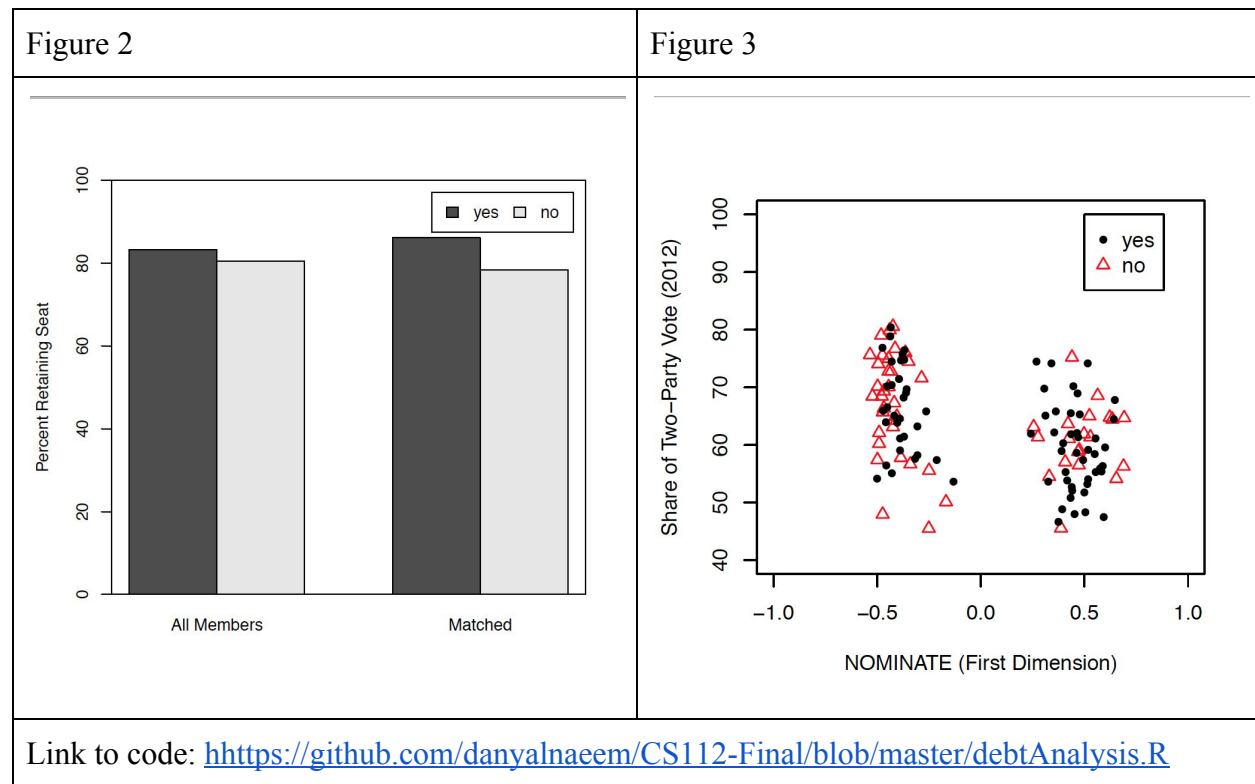 Figure 2
Figure 3
100
80
60
40
20
0
Percent Retaining Seat
yes no
All Members
Matched
100
90
80
70
60
50
40
Share of Two−Party Vote (2012)
yes
no
−1.0
−0.5
0.0
0.5
1.0
NOMINATE (First Dimension)
Link to code: hhttps://github.com/danyalnaeem/CS112-Final/blob/master/debtAnalysis.R